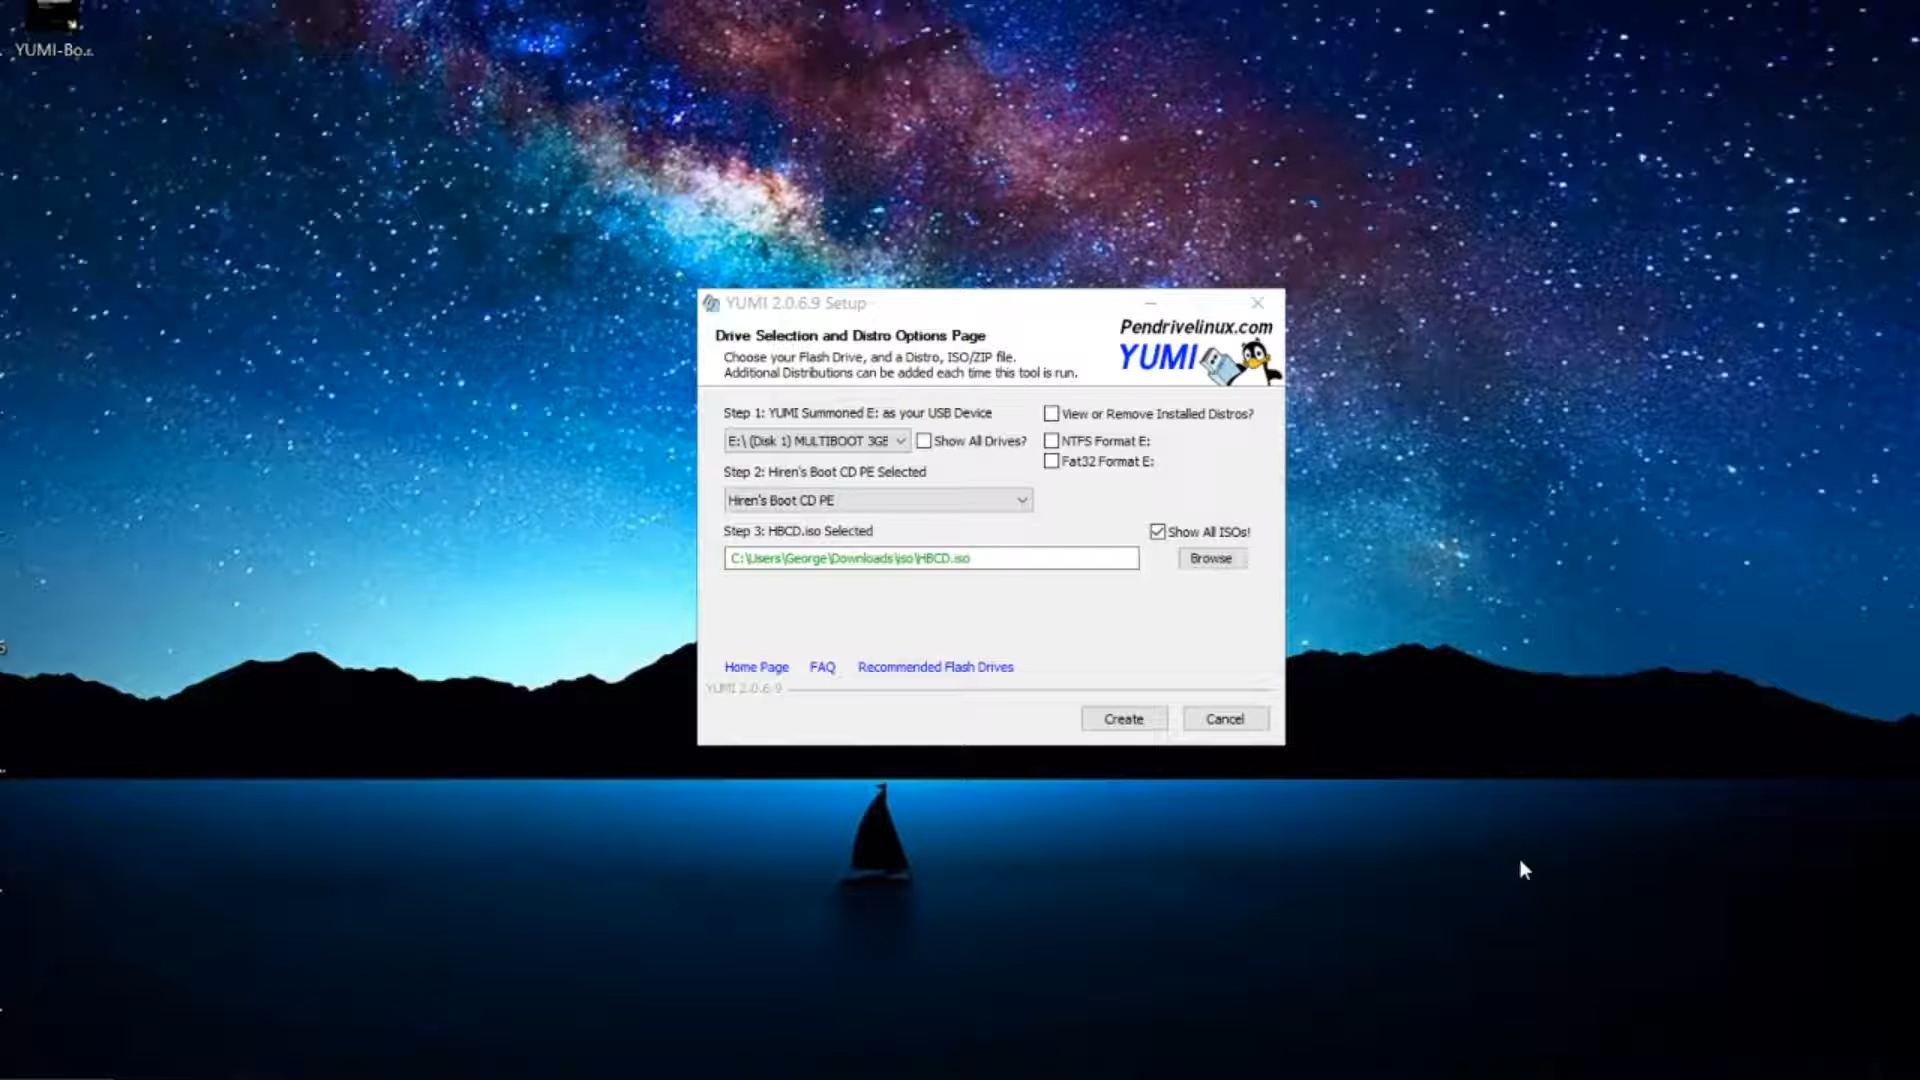 YUMI-Bo...
YUMI 2.0.6.9 Setup
Drive Selection and Distro Options Page
Choose your Flash Drive, and a Distro, ISO/ZIP file.
Additional Distributions can be added each time this tool is run.
Pendrivelinux.com
YUMI
Step 1: YUMI Summoned E: as your USB Device
View or Remove Installed Distros?
E:\ (Disk 1) MULTIBOOT 3GB
Show All Drives?
NTFS Format E:
Fat32 Format E:
Step 2: Hiren's Boot CD PE Selected
Hiren's Boot CD PE
Step 3: HBCD.iso Selected
Show All ISOs!
C:\Users\George\Downloads\iso\HBCD.iso
Browse
Home Page FAQ Recommended Flash Drives
YUMI 2.0.6.9
Create Cancel